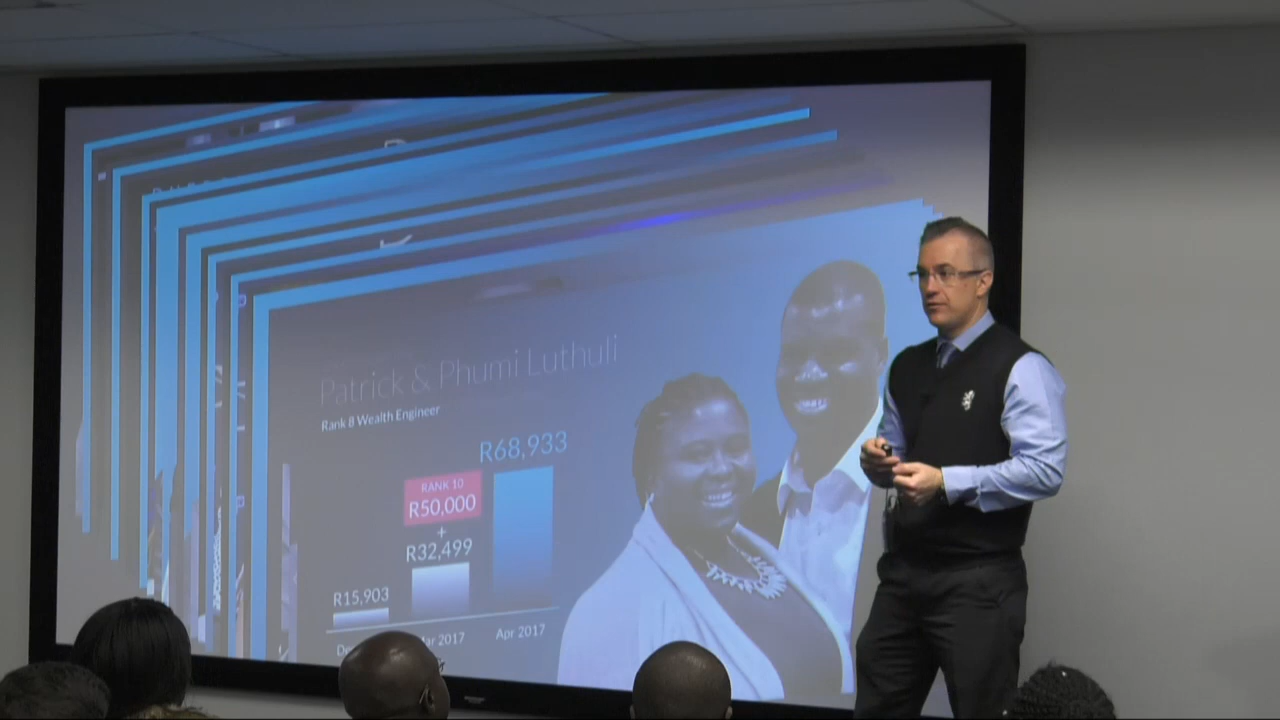 Patrick & Phumi Luthuli
Rank 8 Wealth Engineer
R68,933
RANK 10
R50,000
+
R32,499
R15,903
2017
Apr 2017